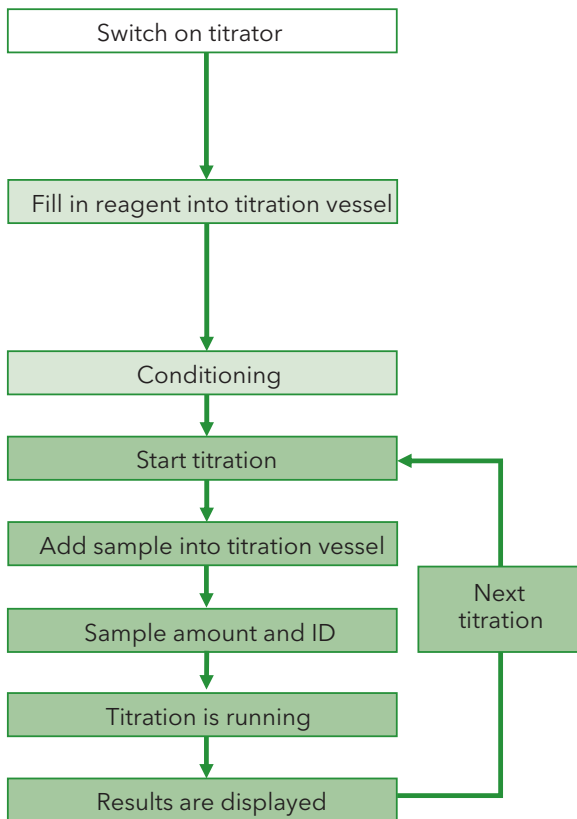 Switch on titrator
Fill in reagent into titration vessel
Conditioning
Start titration
Add sample into titration vessel
Sample amount and ID
Titration is running
Results are displayed
Next
titration